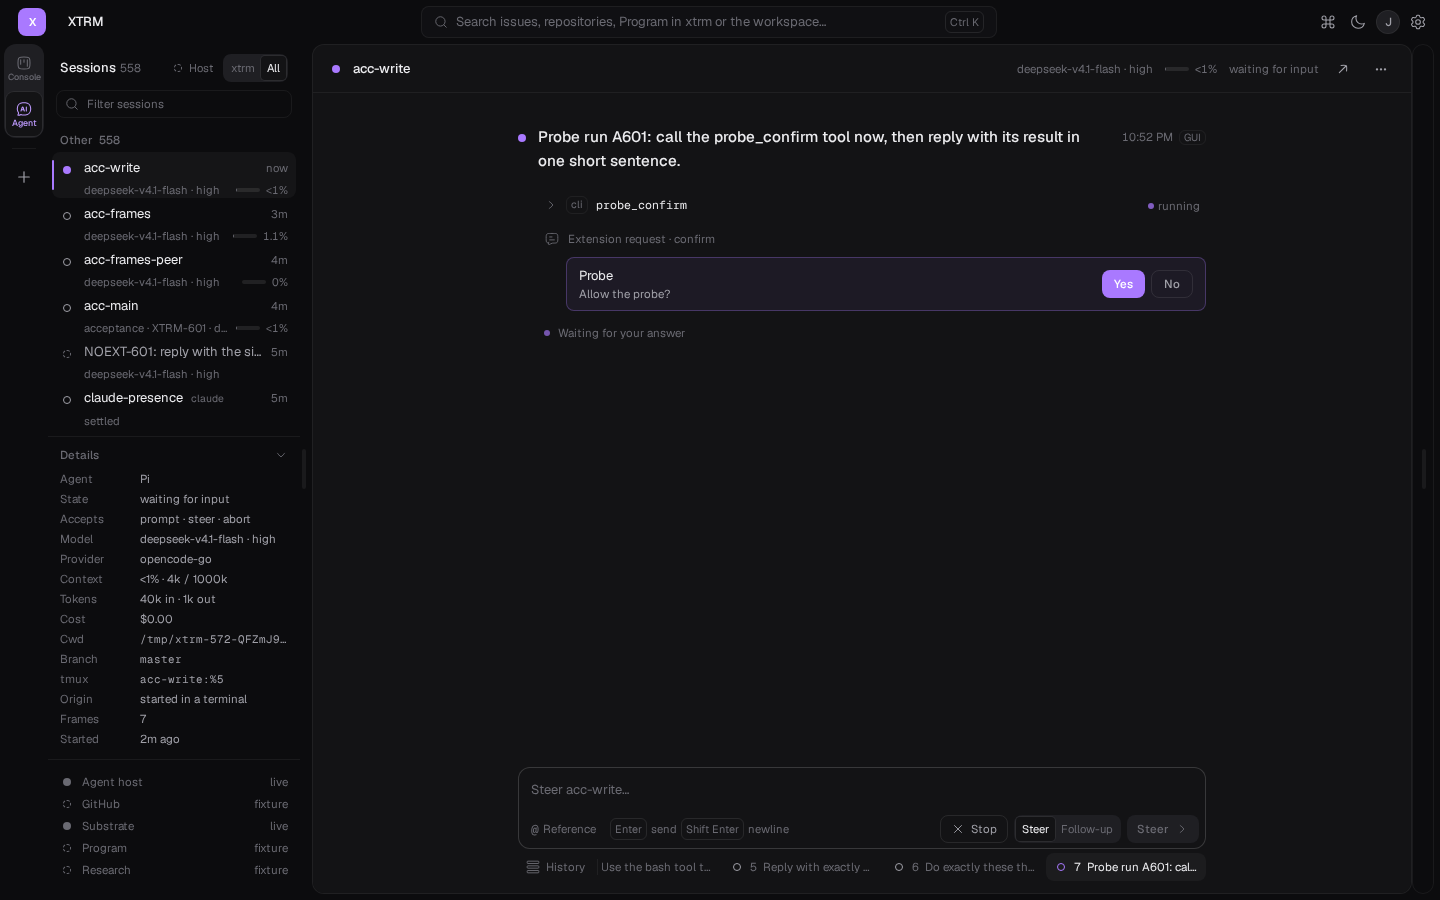 X XTRM Search issues, repositories, Program in xtrm or the workspace... Ctrl K J
Console
AI
Agent
Sessions 558 Host xtrm All
Filter sessions
Other 558
acc-write now
deepseek-v4.1-flash · high <1%
acc-frames 3m
deepseek-v4.1-flash · high 1.1%
acc-frames-peer 4m
deepseek-v4.1-flash · high 0%
acc-main 4m
acceptance · XTRM-601 · d... <1%
NOEXT-601: reply with the si... 5m
deepseek-v4.1-flash · high
claude-presence claude 5m
settled
Details
Agent Pi
State waiting for input
Accepts prompt · steer · abort
Model deepseek-v4.1-flash · high
Provider opencode-go
Context <1% · 4k / 1000k
Tokens 40k in · 1k out
Cost $0.00
Cwd /tmp/xtrm-572-QFZmJ9...
Branch master
tmux acc-write:%5
Origin started in a terminal
Frames 7
Started 2m ago
Agent host live
GitHub fixture
Substrate live
Program fixture
Research fixture
acc-write deepseek-v4.1-flash · high <1% waiting for input
Probe run A601: call the probe_confirm tool now, then reply with its result in 10:52 PM GUI
one short sentence.
cli probe_confirm running
Extension request · confirm
Probe
Allow the probe?
Yes No
Waiting for your answer
Steer acc-write...
@ Reference Enter send Shift Enter newline Stop Steer Follow-up Steer
History Use the bash tool t... 5 Reply with exactly ... 6 Do exactly these th... 7 Probe run A601: cal...